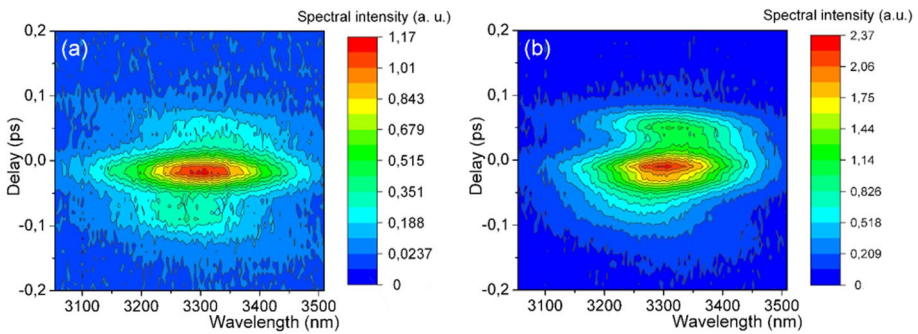 Spectral intensity (a. u.)
(a)
Delay (ps)
0,2
0,1
0,0
-0,1
-0,2
3100 3200 3300 3400 3500
Wavelength (nm)
1,17
1,01
0,843
0,679
0,515
0,351
0,188
0,0237
0
Spectral intensity (a.u.)
(b)
Delay (ps)
0,2
0,1
0,0
-0,1
-0,2
3100 3200 3300 3400 3500
Wavelength (nm)
2,37
2,06
1,75
1,44
1,14
0,826
0,518
0,209
0